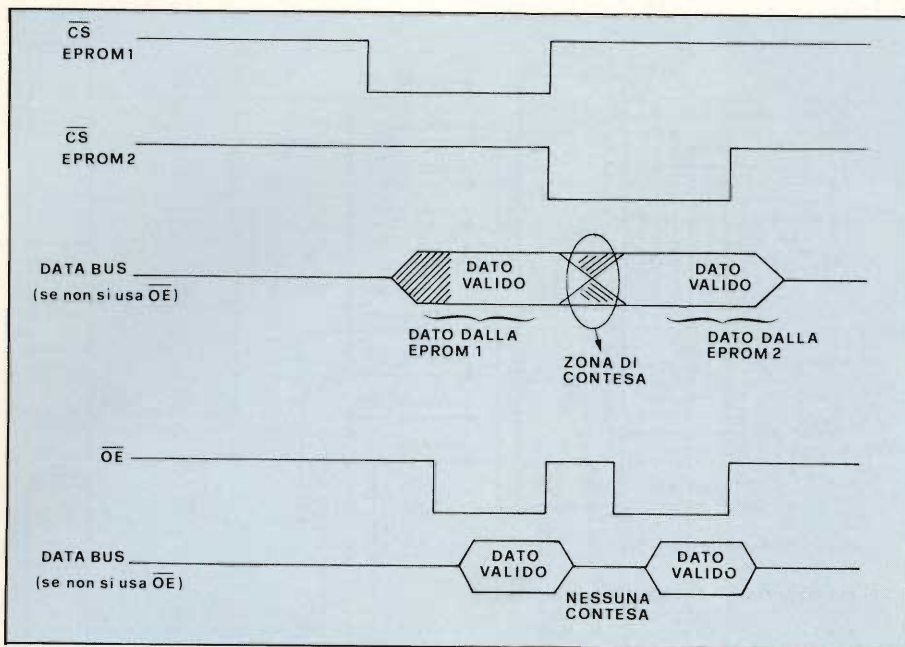 CS
EPROM1
CS
EPROM2
DATA BUS
(se non si usa OE)
DATO
VALIDO
DATO
VALIDO
DATO DALLA
EPROM 1
DATO DALLA
EPROM 2
ZONA DI
CONTESA
OE
DATA BUS
(se non si usa OE)
DATO
VALIDO
DATO
VALIDO
NESSUNA
CONTESA